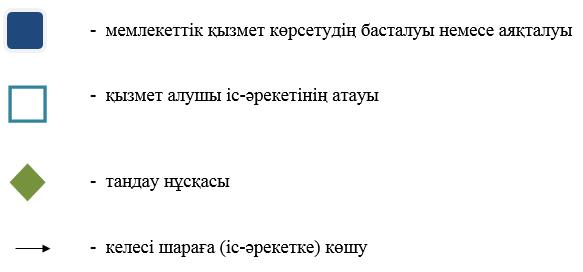 - мемлекеттік қызмет көрсетудің басталуы немесе аяқталуы
- қызмет алушы іс-әрекетінің атауы
- таңдау нұсқасы
- келесі шараға (іс-әрекетке) көшу